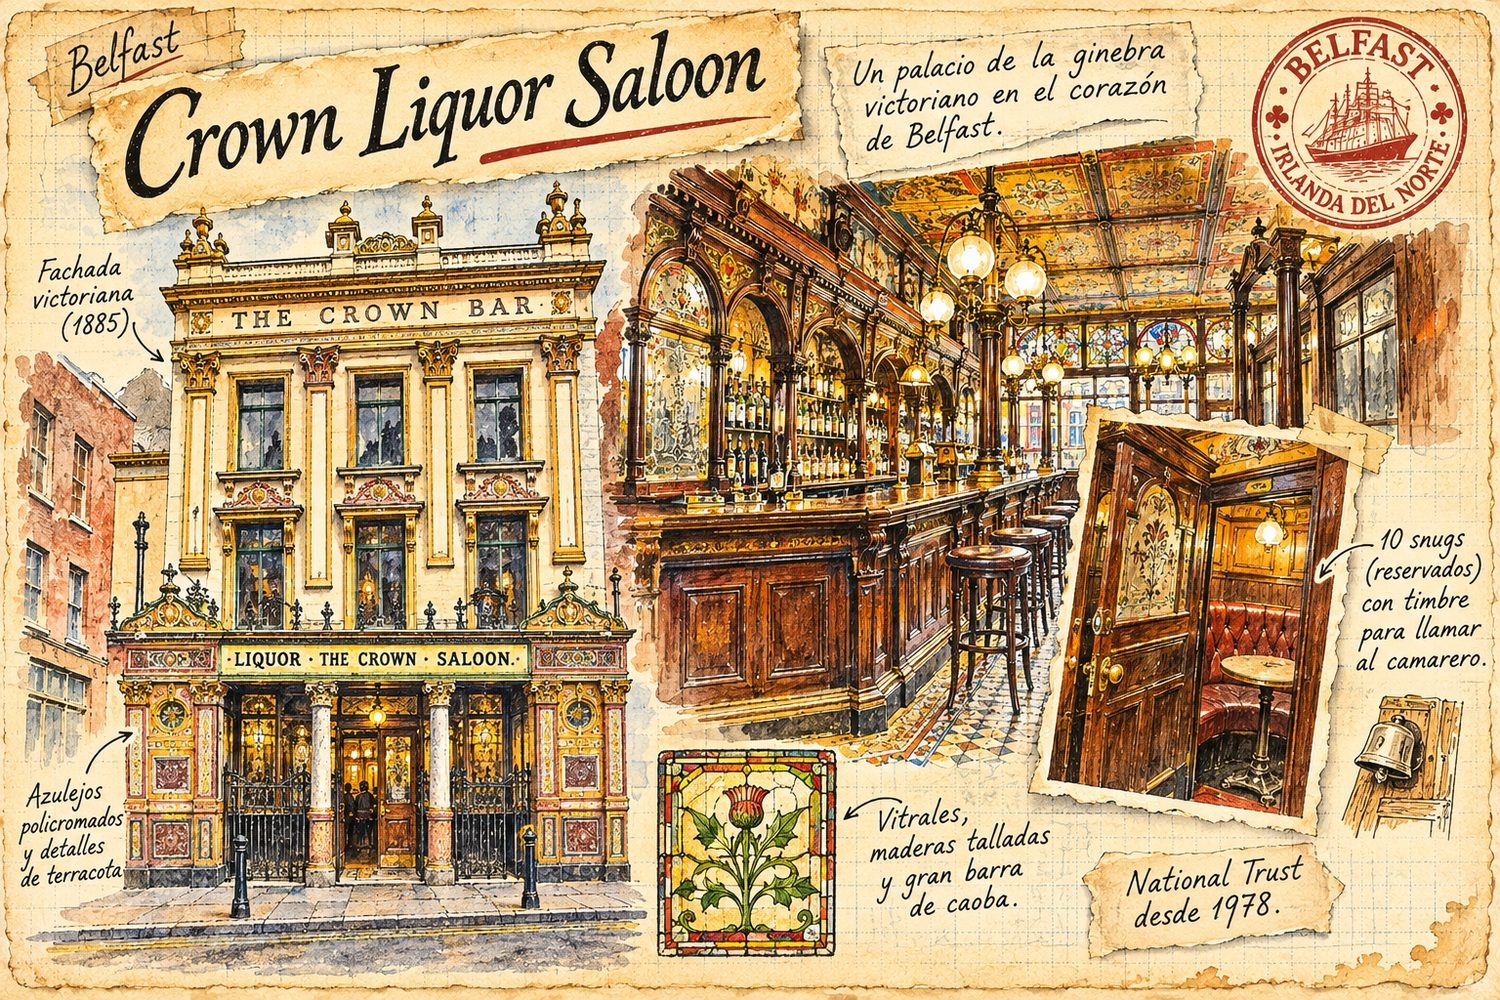 Belfast
Crown Liquor Saloon
Un palacio de la ginebra
victoriano en el corazón
de Belfast.
BELFAST
IRLANDA DEL NORTE
Fachada
victoriana
(1885)
THE CROWN BAR
LIQUOR · THE CROWN · SALOON.
10 snugs
(reservados)
con timbre
para llamar
al camarero.
Azulejos
policromados
y detalles
de terracota
Vitrales,
maderas talladas
y gran barra
de caoba.
National Trust
desde 1978.